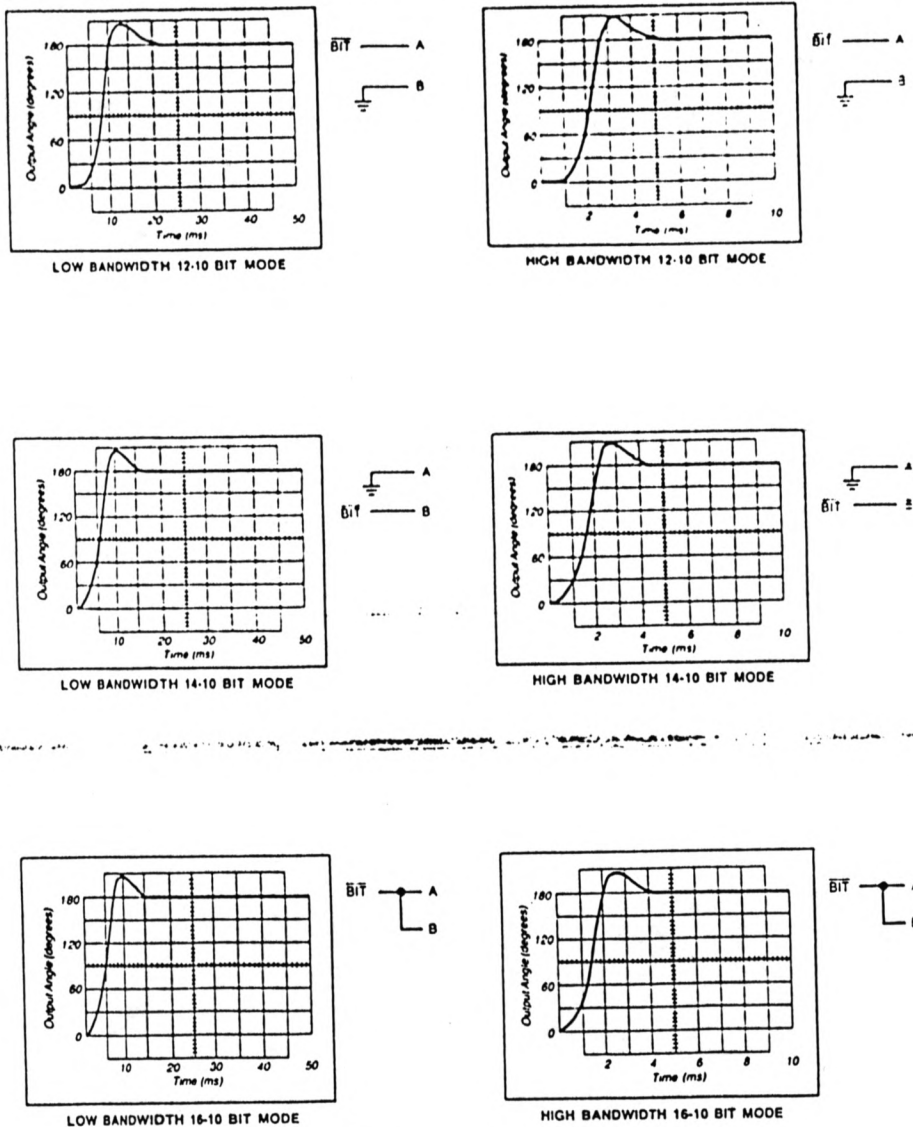 Output Angle (degrees)
180
120
60
0
10 20 30 40 50
Time (ms)
LOW BANDWIDTH 12-10 BIT MODE
BIT A
B
Output Angle (degrees)
180
120
60
0
2 4 6 8 10
Time (ms)
HIGH BANDWIDTH 12-10 BIT MODE
BIT A
B
Output Angle (degrees)
180
120
60
0
10 20 30 40 50
Time (ms)
LOW BANDWIDTH 14-10 BIT MODE
A
BIT B
Output Angle (degrees)
180
120
60
0
2 4 6 8 10
Time (ms)
HIGH BANDWIDTH 14-10 BIT MODE
A
BIT
Output Angle (degrees)
180
120
60
0
10 20 30 40 50
Time (ms)
LOW BANDWIDTH 16-10 BIT MODE
BIT A
B
Output Angle (degrees)
180
120
60
0
2 4 6 8 10
Time (ms)
HIGH BANDWIDTH 16-10 BIT MODE
BIT